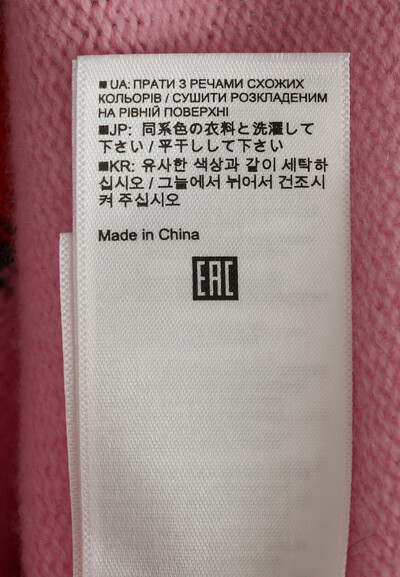 ■ UA: ПРАТИ З РЕЧАМИ СХОЖИХ
КОЛЬОРІВ / СУШИТИ РОЗКЛАДЕНИМ
НА РІВНІЙ ПОВЕРХНІ
■JP: 同系色の衣料と洗濯して
下さい / 平干しして下さい
■KR: 유사한 색상과 같이 세탁하
십시오 / 그늘에서 뉘어서 건조시
켜 주십시오
Made in China
EAC